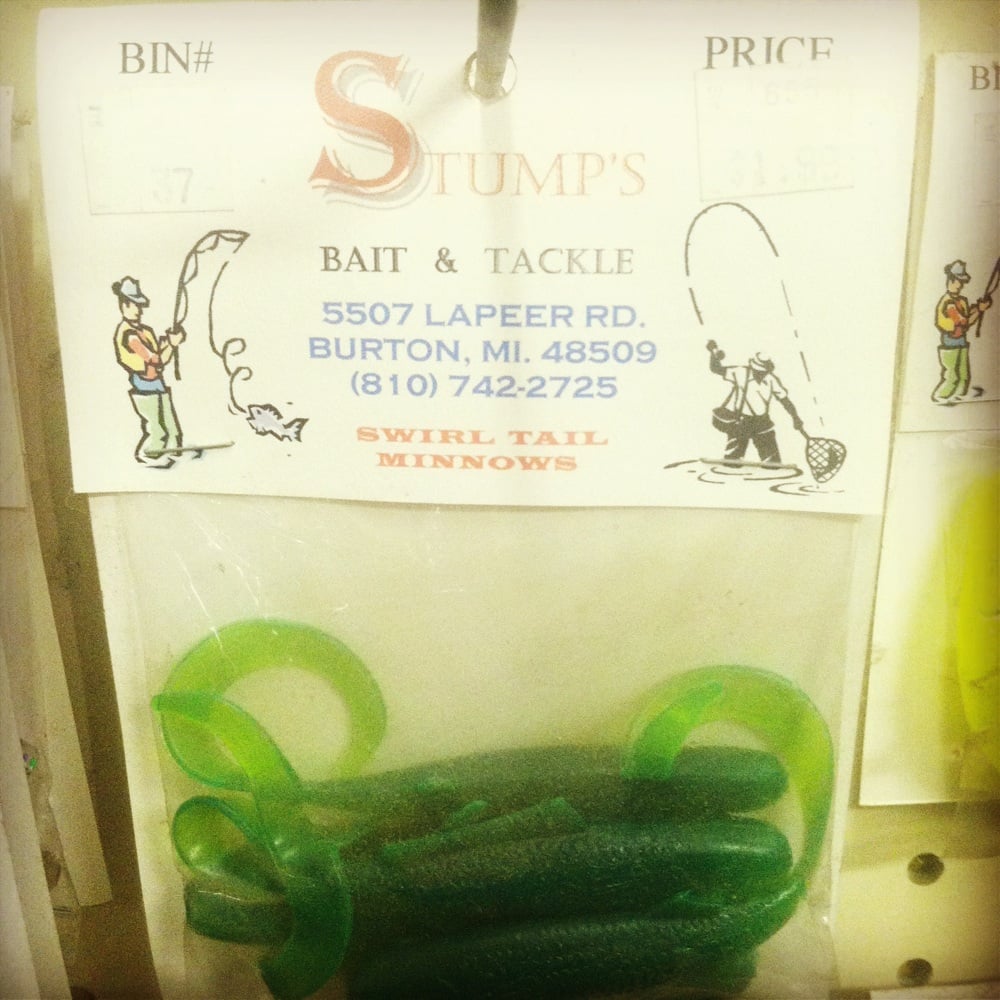 BIN#
PRICE
37
STUMP'S
BAIT & TACKLE
5507 LAPEER RD.
BURTON, MI. 48509
(810) 742-2725
SWIRL TAIL
MINNOWS